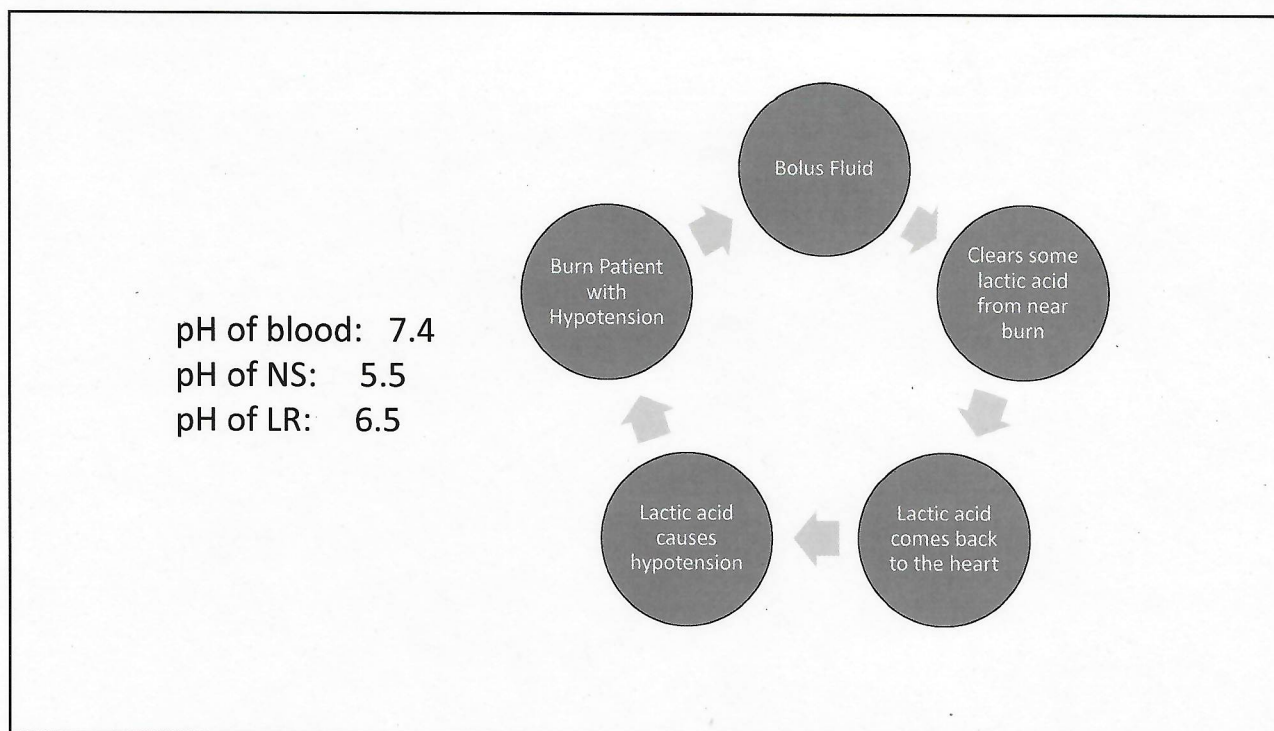 pH of blood: 7.4
pH of NS: 5.5
pH of LR: 6.5
Bolus Fluid
Clears some
lactic acid
from near
burn
Lactic acid
comes back
to the heart
Lactic acid
causes
hypotension
Burn Patient
with
Hypotension